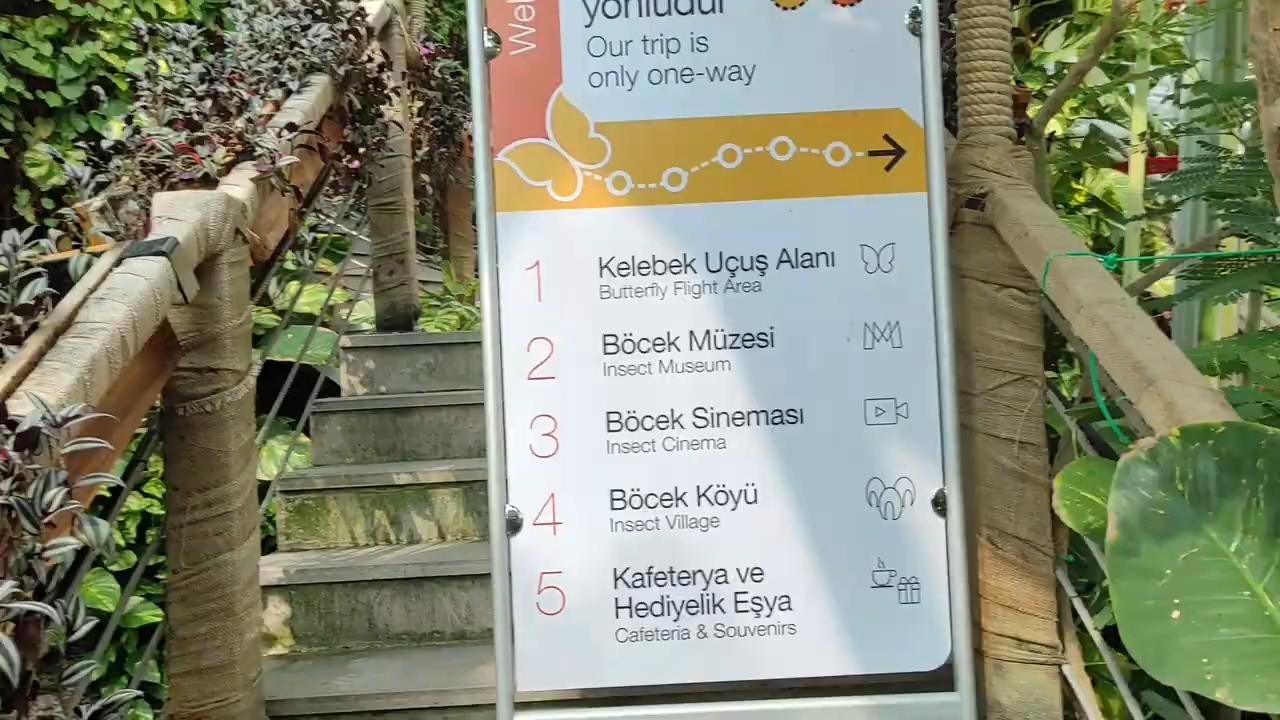 Wel
yönlüdür
Our trip is
only one-way
1 Kelebek Uçuş Alanı
Butterfly Flight Area
2 Böcek Müzesi
Insect Museum
3 Böcek Sineması
Insect Cinema
4 Böcek Köyü
Insect Village
5 Kafeterya ve
Hediyelik Eşya
Cafeteria & Souvenirs